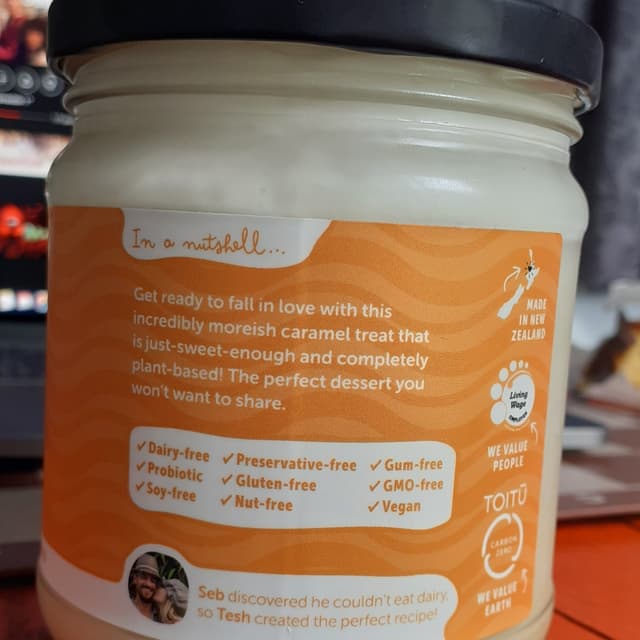 In a nutshell...
Get ready to fall in love with this
incredibly moreish caramel treat that
is just-sweet-enough and completely
plant-based! The perfect dessert you
won't want to share.
✓Dairy-free ✓Preservative-free ✓Gum-free
✓Probiotic ✓Gluten-free ✓GMO-free
✓Soy-free ✓Nut-free ✓Vegan
Seb discovered he couldn't eat dairy,
so Tesh created the perfect recipe!
MADE
IN NEW
ZEALAND
Living
Wage
EMPLOYER
WE VALUE
PEOPLE
TOITŪ
CARBON
ZERO
WE VALUE
EARTH